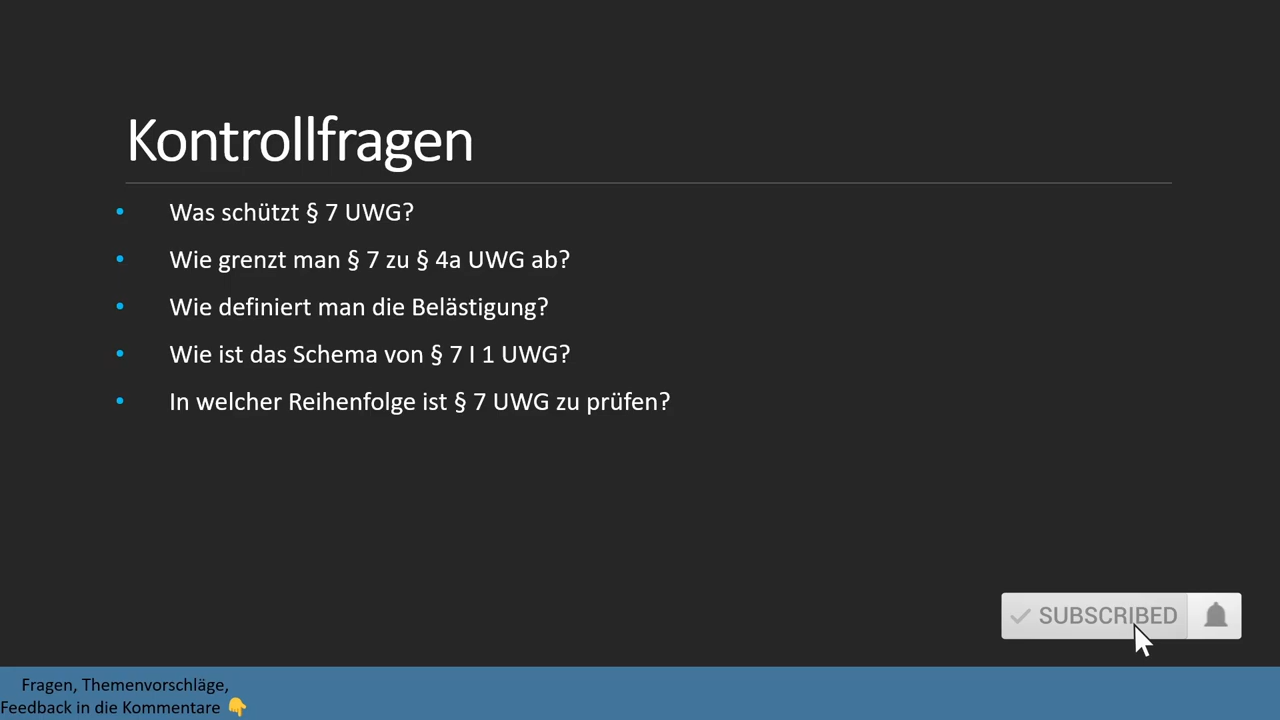 Kontrollfragen
• Was schützt § 7 UWG?
• Wie grenzt man § 7 zu § 4a UWG ab?
• Wie definiert man die Belästigung?
• Wie ist das Schema von § 7 I 1 UWG?
• In welcher Reihenfolge ist § 7 UWG zu prüfen?
SUBSCRIBED
Fragen, Themenvorschläge,
Feedback in die Kommentare 👇